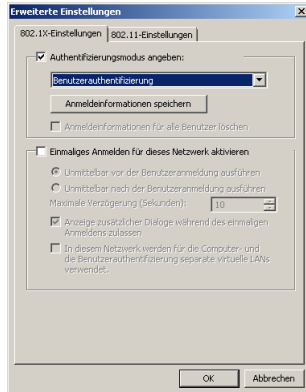 Erweiterte Einstellungen
802.1X-Einstellungen 802.11-Einstellungen
Authentifizierungsmodus angeben:
Benutzerauthentifizierung
Anmeldeinformationen speichern
Anmeldeinformationen für alle Benutzer löschen
Einmaliges Anmelden für dieses Netzwerk aktivieren
Unmittelbar vor der Benutzeranmeldung ausführen
Unmittelbar nach der Benutzeranmeldung ausführen
Maximale Verzögerung (Sekunden): 10
Anzeige zusätzlicher Dialoge während des einmaligen
Anmeldens zulassen
In diesem Netzwerk werden für die Computer- und
die Benutzerauthentifizierung separate virtuelle LANs
verwendet.
OK Abbrechen